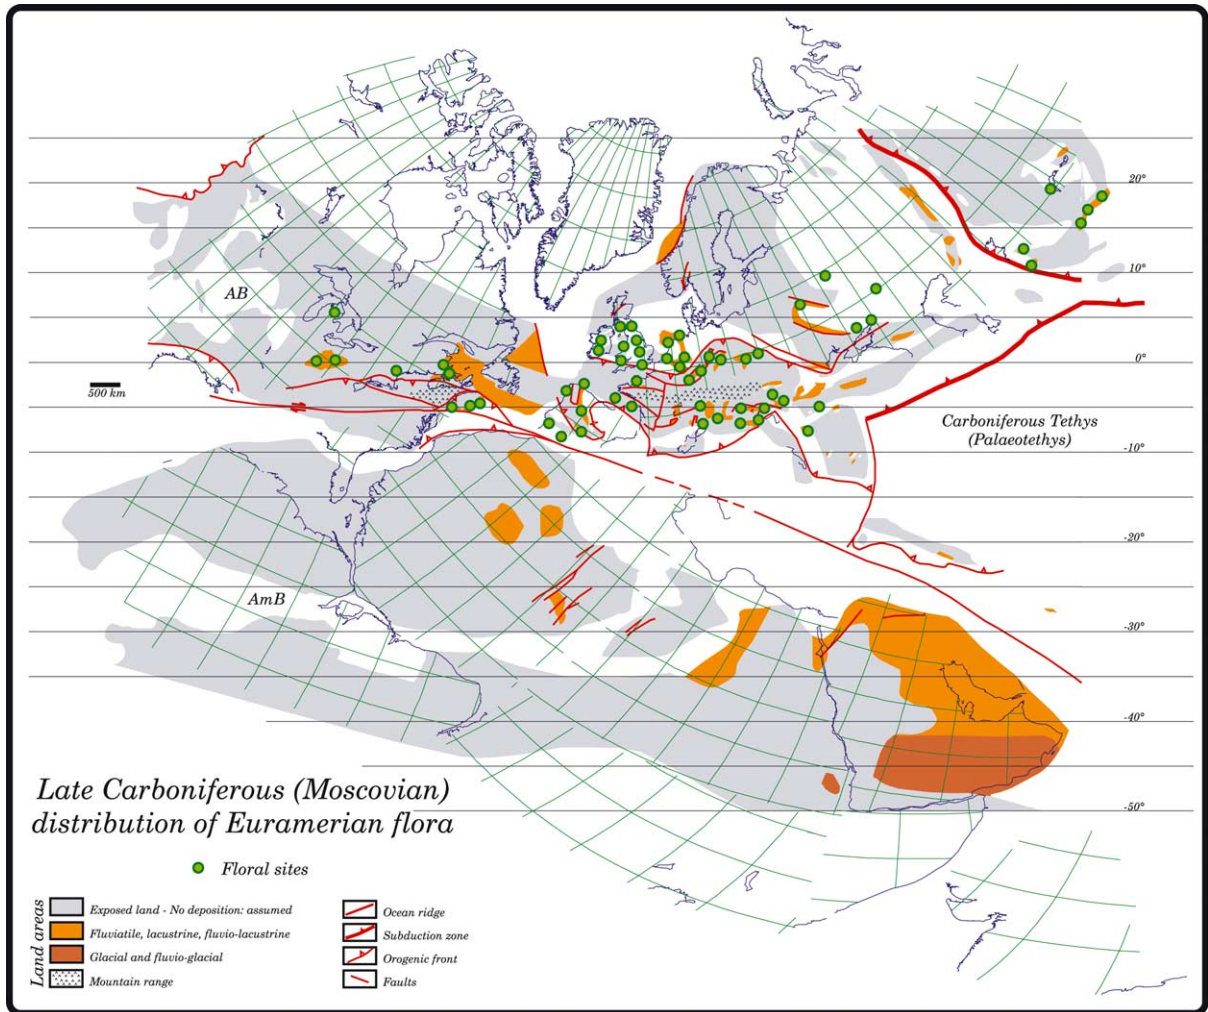 20°
AB
10°
0°
500 km
Carboniferous Tethys
(Palaeotethys)
-10°
-20°
AmB
-30°
-40°
Late Carboniferous (Moscovian)
distribution of Euramerian flora
-50°
Floral sites
Land areas
Exposed land - No deposition: assumed
Fluviatile, lacustrine, fluvio-lacustrine
Glacial and fluvio-glacial
Mountain range
Ocean ridge
Subduction zone
Orogenic front
Faults